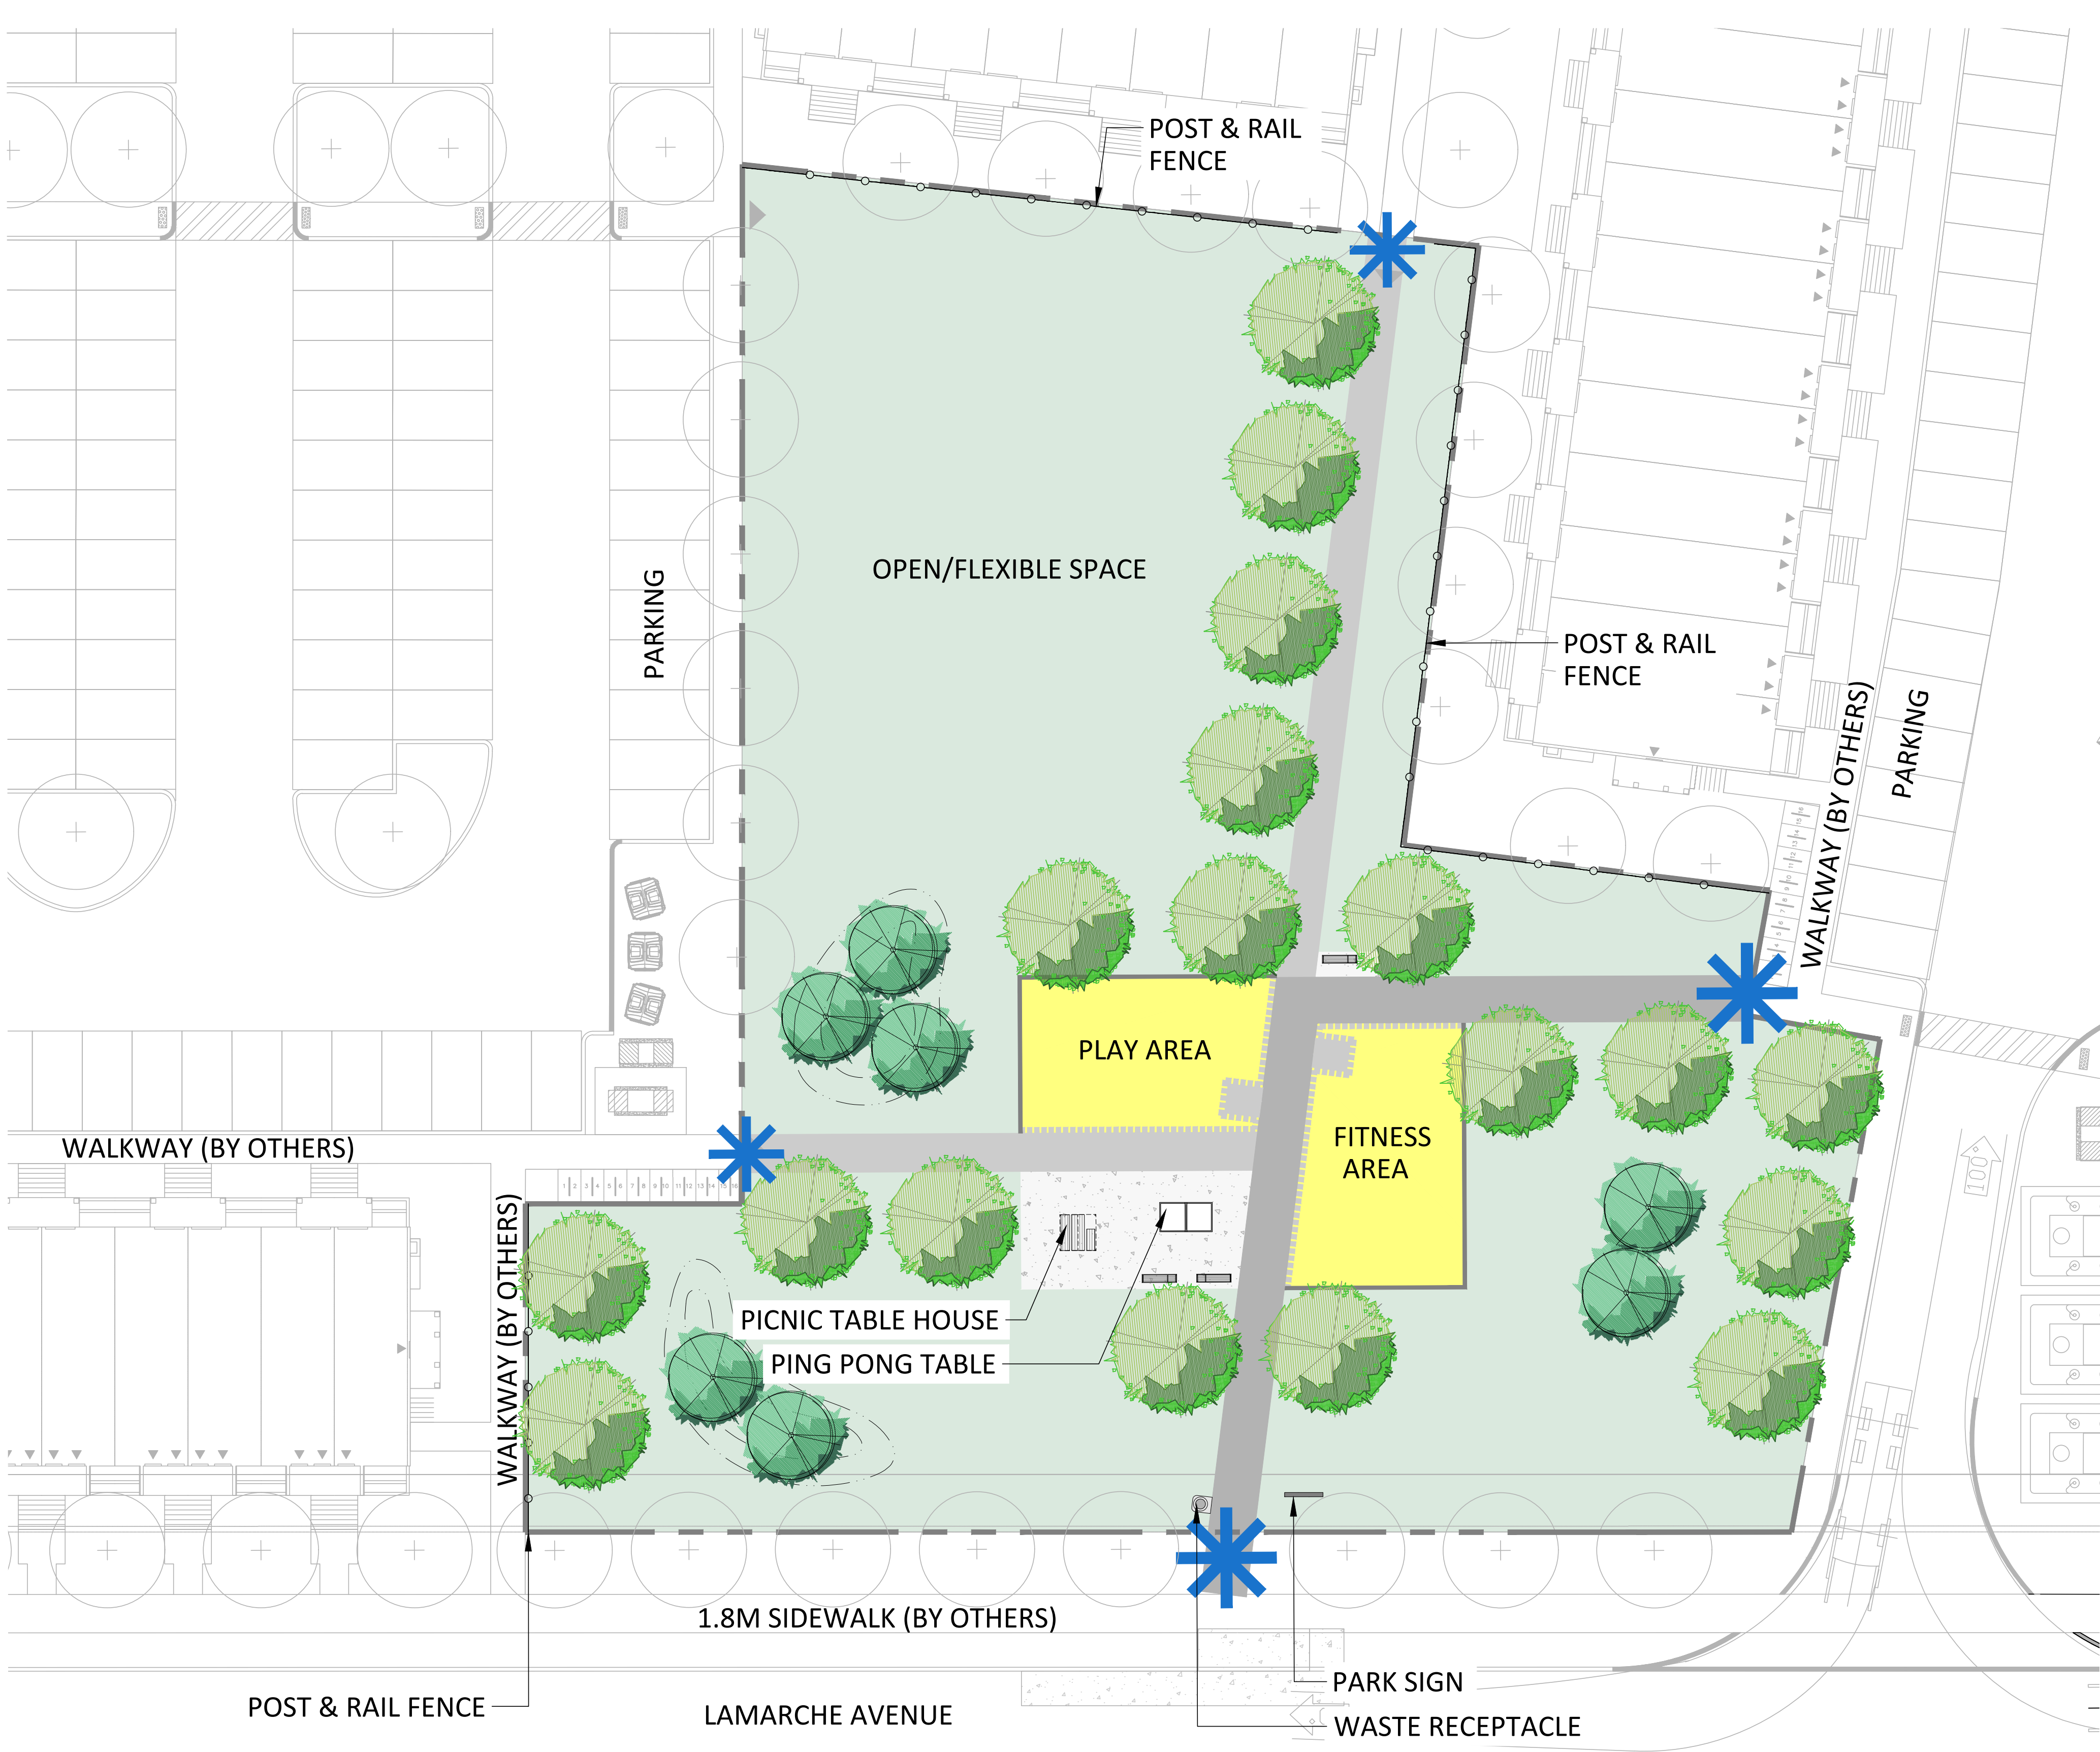 POST & RAIL
FENCE
OPEN/FLEXIBLE SPACE
PARKING
POST & RAIL
FENCE
WALKWAY (BY OTHERS)
PARKING
PLAY AREA
FITNESS
AREA
WALKWAY (BY OTHERS)
WALKWAY (BY OTHERS)
PICNIC TABLE HOUSE
PING PONG TABLE
100
1.8M SIDEWALK (BY OTHERS)
POST & RAIL FENCE
LAMARCHE AVENUE
PARK SIGN
WASTE RECEPTACLE